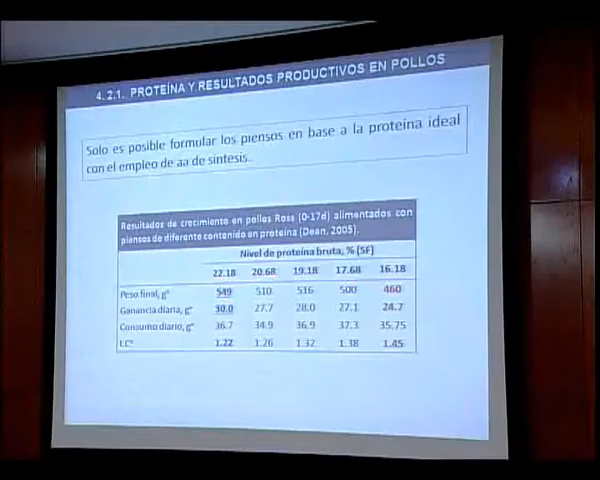 4.2.1. PROTEÍNA Y RESULTADOS PRODUCTIVOS EN POLLOS
Solo es posible formular los piensos en base a la proteína ideal
con el empleo de aa de síntesis.
Resultados de crecimiento en pollos Ross (0-17d) alimentados con
piensos de diferente contenido en proteína (Dean, 2005).
Nivel de proteína bruta, % (SF)
22.18 20.68 19.18 17.68 16.18
Peso final, g 549 510 516 500 460
Ganancia diaria, g 30.0 27.7 28.0 27.1 24.7
Consumo diario, g 36.7 34.9 36.9 37.3 35.75
I.C 1.22 1.26 1.32 1.38 1.45